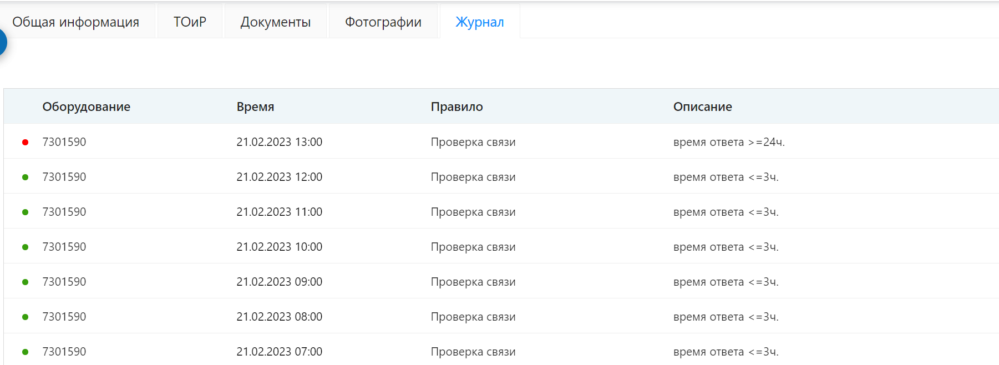 Общая информация ТОиР Документы Фотографии Журнал
Оборудование Время Правило Описание
7301590 21.02.2023 13:00 Проверка связи время ответа >=24ч.
7301590 21.02.2023 12:00 Проверка связи время ответа <=3ч.
7301590 21.02.2023 11:00 Проверка связи время ответа <=3ч.
7301590 21.02.2023 10:00 Проверка связи время ответа <=3ч.
7301590 21.02.2023 09:00 Проверка связи время ответа <=3ч.
7301590 21.02.2023 08:00 Проверка связи время ответа <=3ч.
7301590 21.02.2023 07:00 Проверка связи время ответа <=3ч.